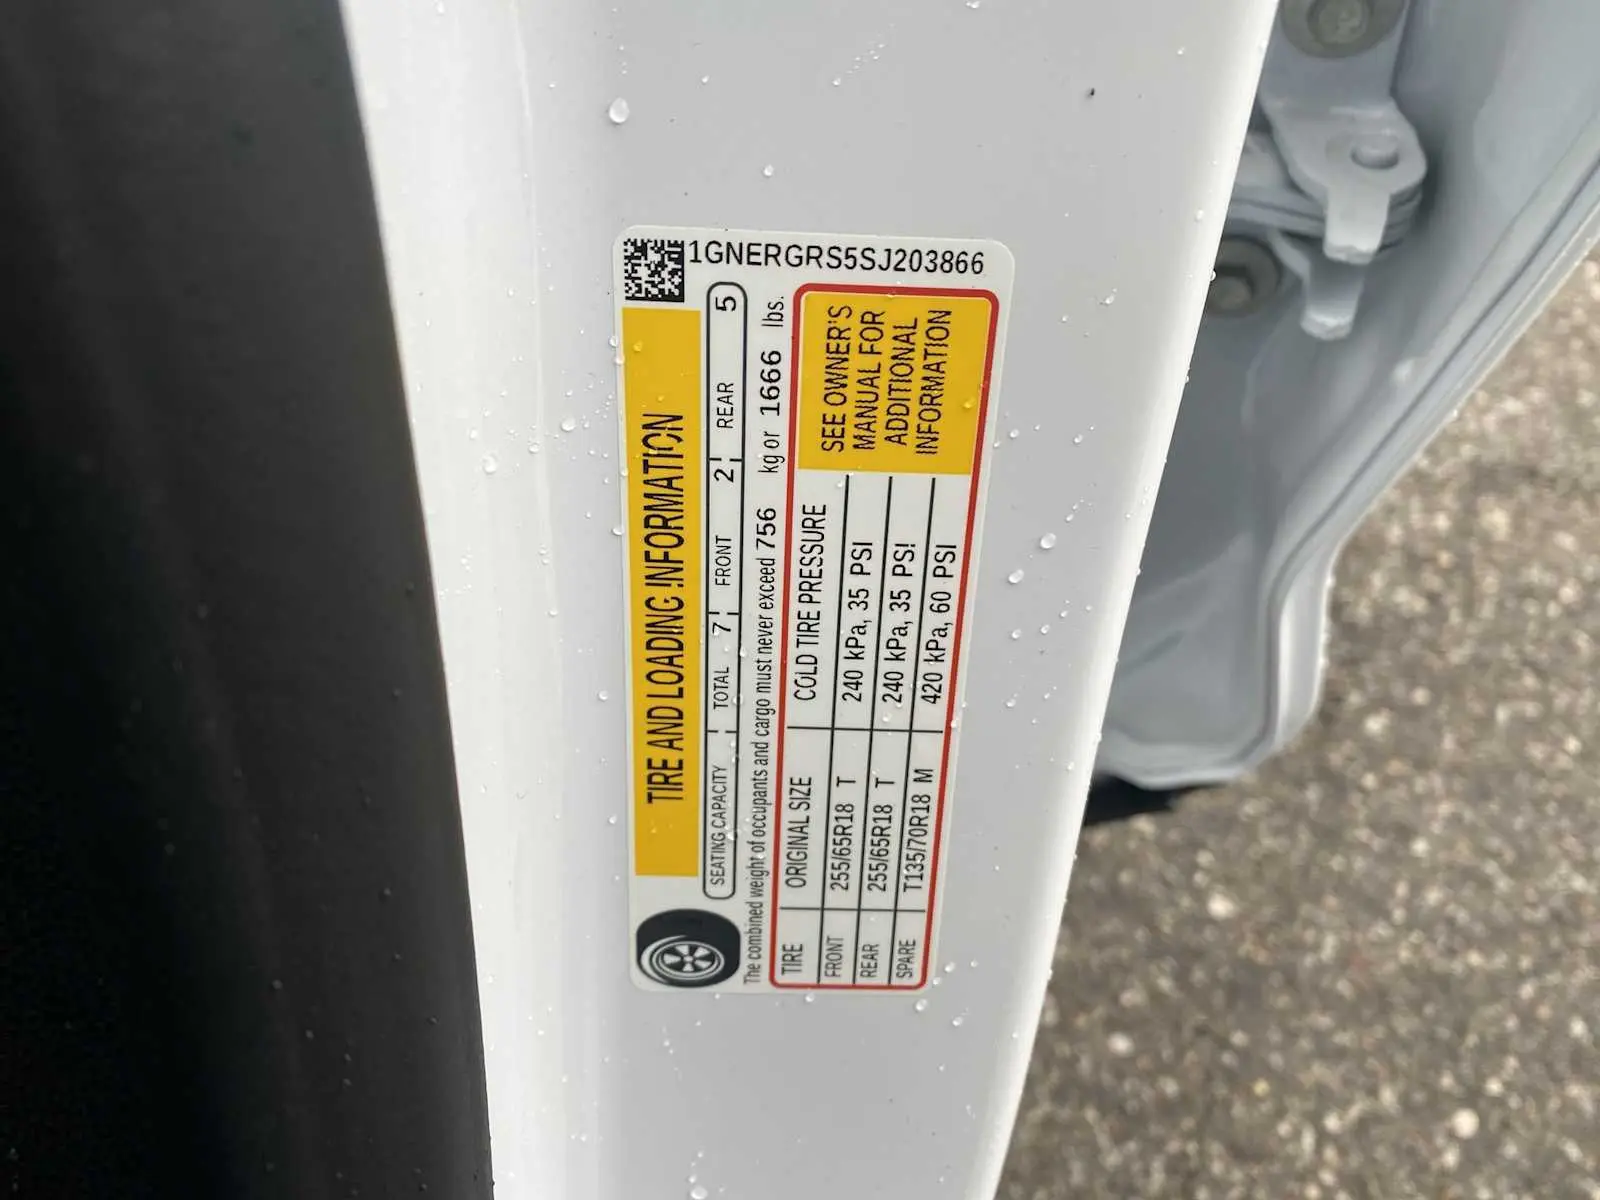 1GNERGRS5SJ203866
TIRE AND LOADING INFORMATION
SEATING CAPACITY TOTAL 7 FRONT 2 REAR 5
The combined weight of occupants and cargo must never exceed 756 kg or 1666 lbs.
TIRE ORIGINAL SIZE COLD TIRE PRESSURE
FRONT 255/65R18 T 240 kPa, 35 PSI
REAR 255/65R18 T 240 kPa, 35 PSI
SPARE T135/70R18 M 420 kPa, 60 PSI
SEE OWNER'S
MANUAL FOR
ADDITIONAL
INFORMATION